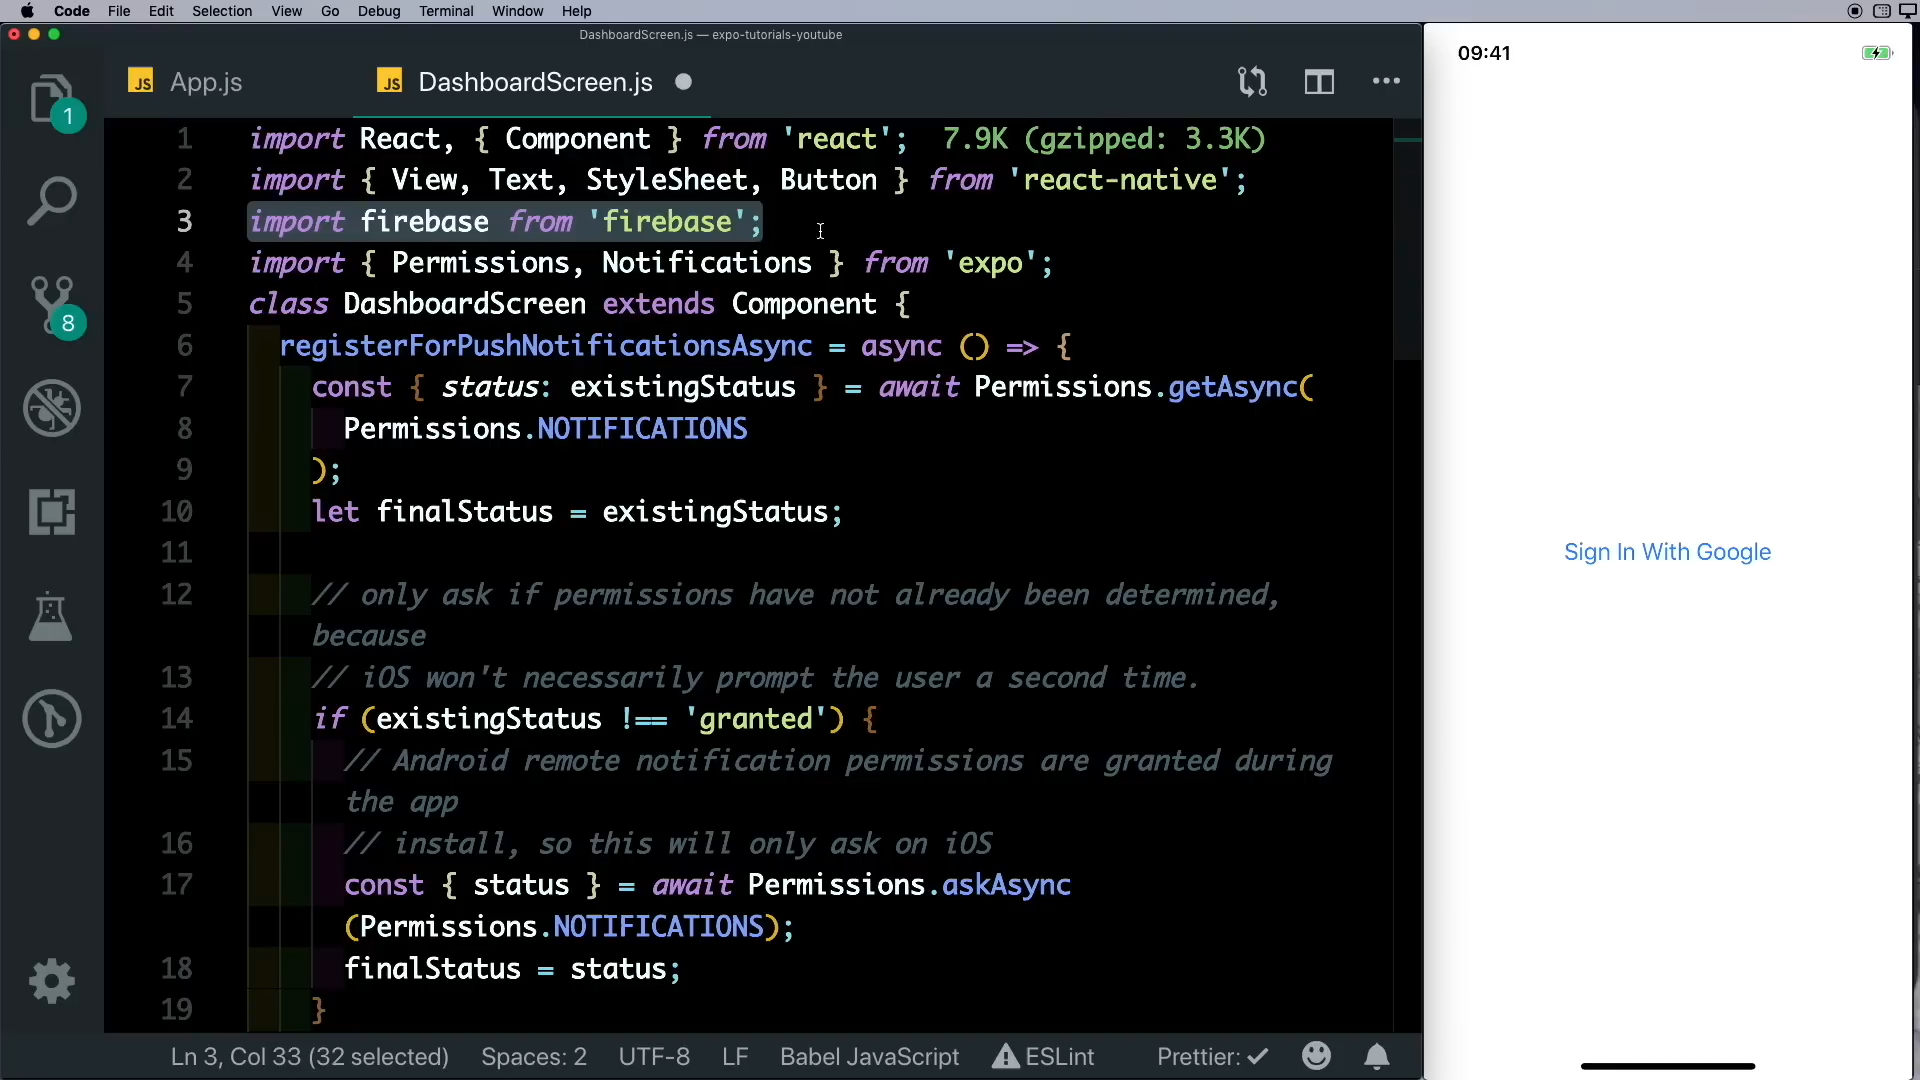 Code File Edit Selection View Go Debug Terminal Window Help
DashboardScreen.js — expo-tutorials-youtube
JS App.js JS DashboardScreen.js
1 import React, { Component } from 'react'; 7.9K (gzipped: 3.3K)
2 import { View, Text, StyleSheet, Button } from 'react-native';
3 import firebase from 'firebase';
4 import { Permissions, Notifications } from 'expo';
5 class DashboardScreen extends Component {
6 registerForPushNotificationsAsync = async () => {
7 const { status: existingStatus } = await Permissions.getAsync(
8 Permissions.NOTIFICATIONS
9 );
10 let finalStatus = existingStatus;
11
12 // only ask if permissions have not already been determined,
because
13 // iOS won't necessarily prompt the user a second time.
14 if (existingStatus !== 'granted') {
15 // Android remote notification permissions are granted during
the app
16 // install, so this will only ask on iOS
17 const { status } = await Permissions.askAsync
(Permissions.NOTIFICATIONS);
18 finalStatus = status;
19 }
1
8
Ln 3, Col 33 (32 selected) Spaces: 2 UTF-8 LF Babel JavaScript ESLint Prettier: ✓
09:41
Sign In With Google